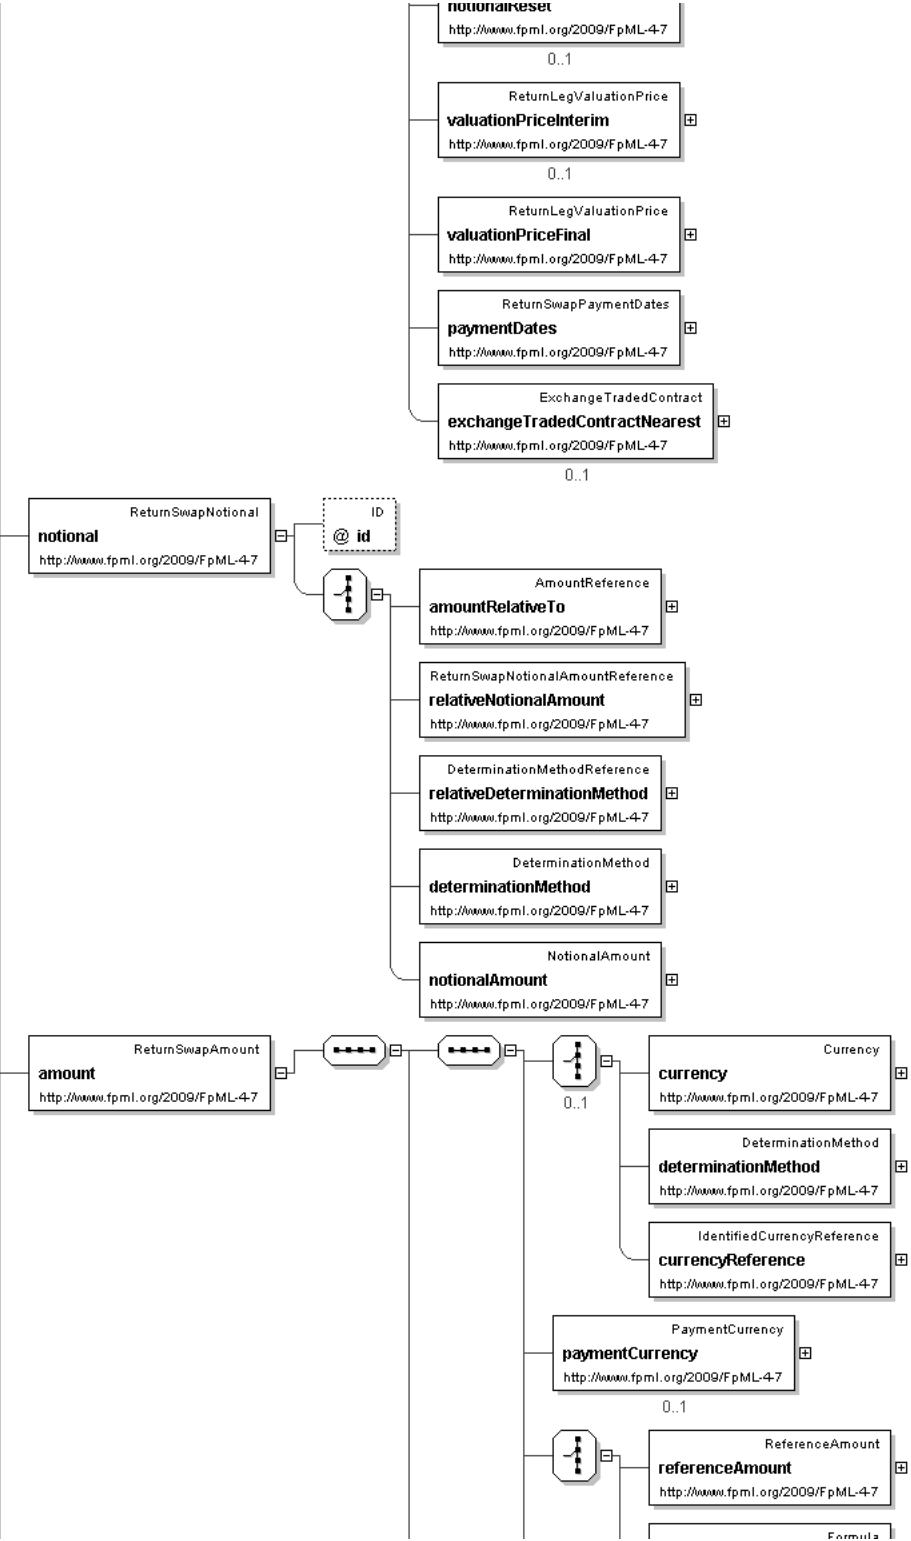 notionalReset
http://www.fpml.org/2009/FpML-4-7
0..1
ReturnLegValuationPrice
valuationPriceInterim
http://www.fpml.org/2009/FpML-4-7
0..1
ReturnLegValuationPrice
valuationPriceFinal
http://www.fpml.org/2009/FpML-4-7
ReturnSwapPaymentDates
paymentDates
http://www.fpml.org/2009/FpML-4-7
ExchangeTradedContract
exchangeTradedContractNearest
http://www.fpml.org/2009/FpML-4-7
0..1
ReturnSwapNotional
notional
http://www.fpml.org/2009/FpML-4-7
ID
@ id
AmountReference
amountRelativeTo
http://www.fpml.org/2009/FpML-4-7
ReturnSwapNotionalAmountReference
relativeNotionalAmount
http://www.fpml.org/2009/FpML-4-7
DeterminationMethodReference
relativeDeterminationMethod
http://www.fpml.org/2009/FpML-4-7
DeterminationMethod
determinationMethod
http://www.fpml.org/2009/FpML-4-7
NotionalAmount
notionalAmount
http://www.fpml.org/2009/FpML-4-7
ReturnSwapAmount
amount
http://www.fpml.org/2009/FpML-4-7
0..1
Currency
currency
http://www.fpml.org/2009/FpML-4-7
DeterminationMethod
determinationMethod
http://www.fpml.org/2009/FpML-4-7
IdentifiedCurrencyReference
currencyReference
http://www.fpml.org/2009/FpML-4-7
PaymentCurrency
paymentCurrency
http://www.fpml.org/2009/FpML-4-7
0..1
ReferenceAmount
referenceAmount
http://www.fpml.org/2009/FpML-4-7
Formula